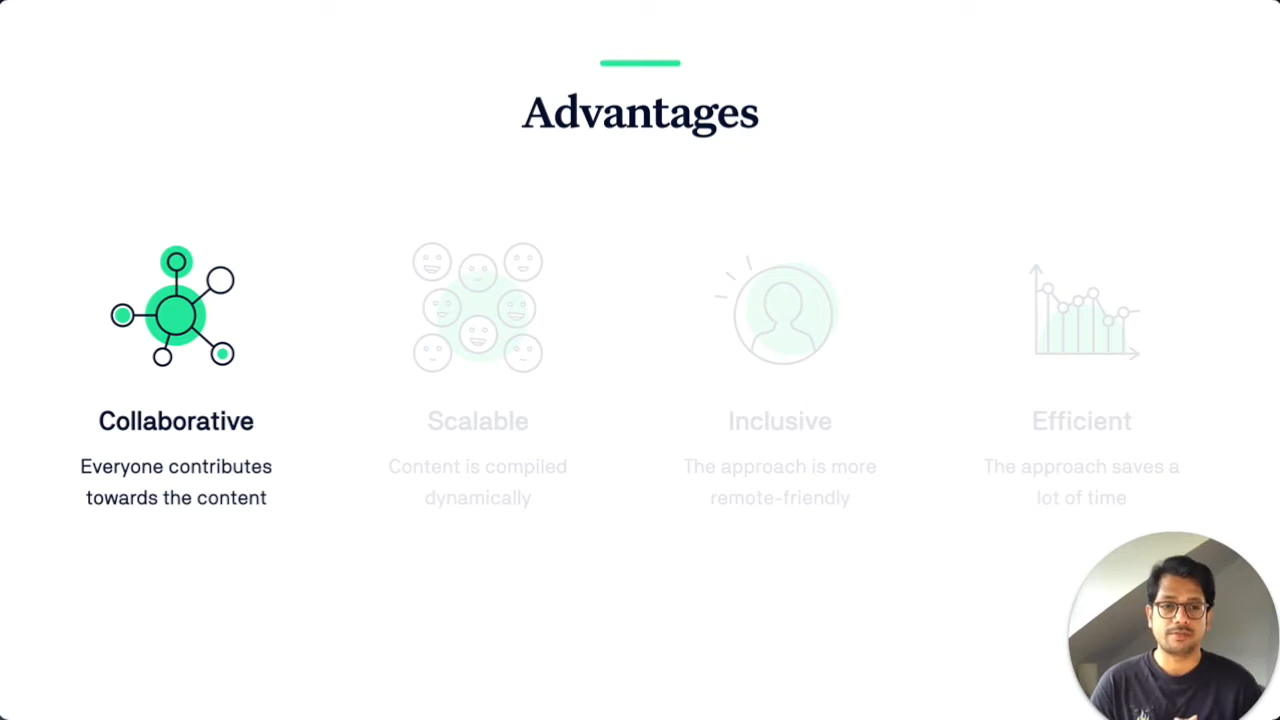 Advantages
Collaborative
Everyone contributes
towards the content
Scalable
Content is compiled
dynamically
Inclusive
The approach is more
remote-friendly
Efficient
The approach saves a
lot of time